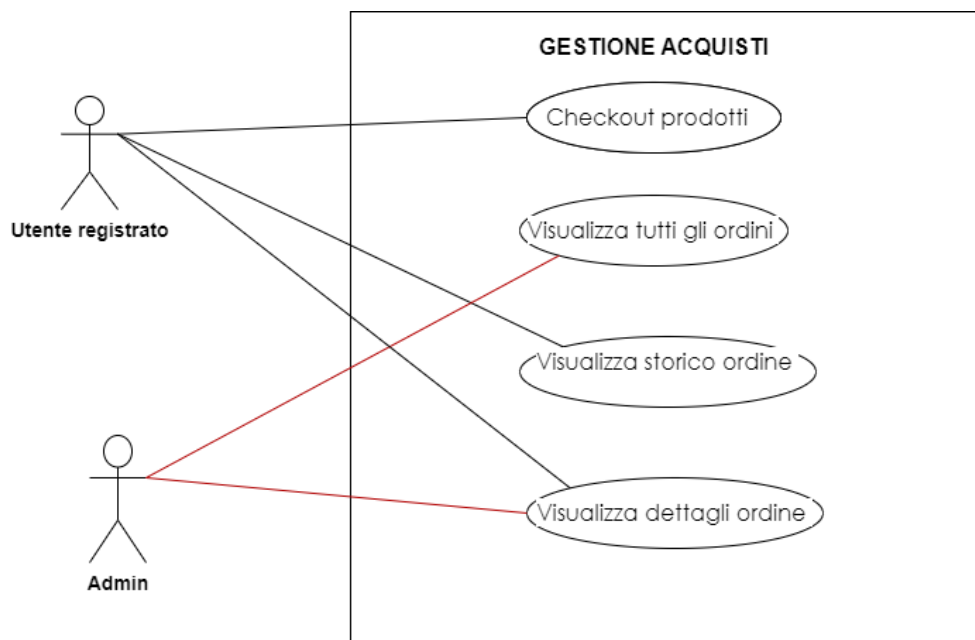 GESTIONE ACQUISTI
Checkout prodotti
Utente registrato
Visualizza tutti gli ordini
Visualizza storico ordine
Visualizza dettagli ordine
Admin